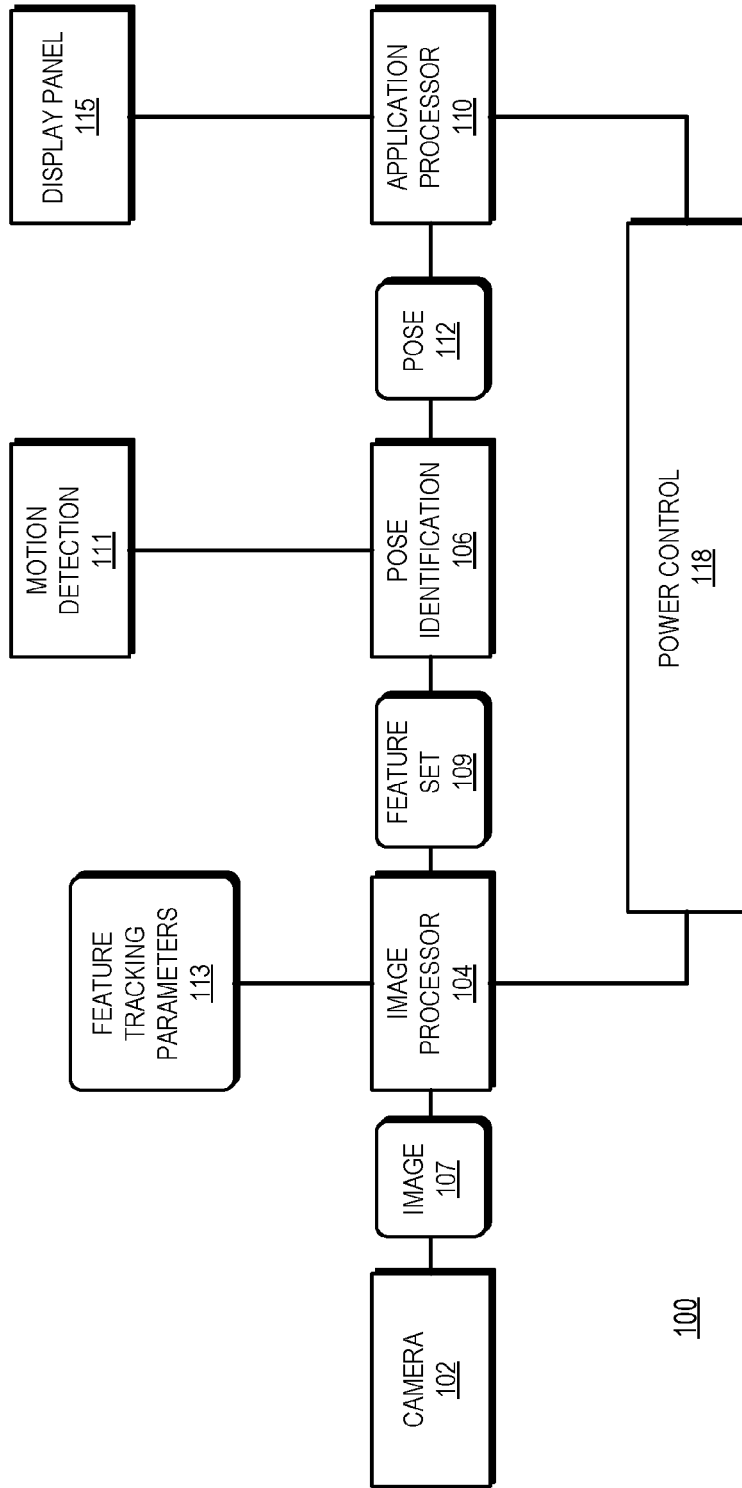 FEATURE
TRACKING
PARAMETERS
113
MOTION
DETECTION
111
DISPLAY PANEL
115
CAMERA
102
IMAGE
107
IMAGE
PROCESSOR
104
FEATURE
SET
109
POSE
IDENTIFICATION
106
POSE
112
APPLICATION
PROCESSOR
110
POWER CONTROL
118
100